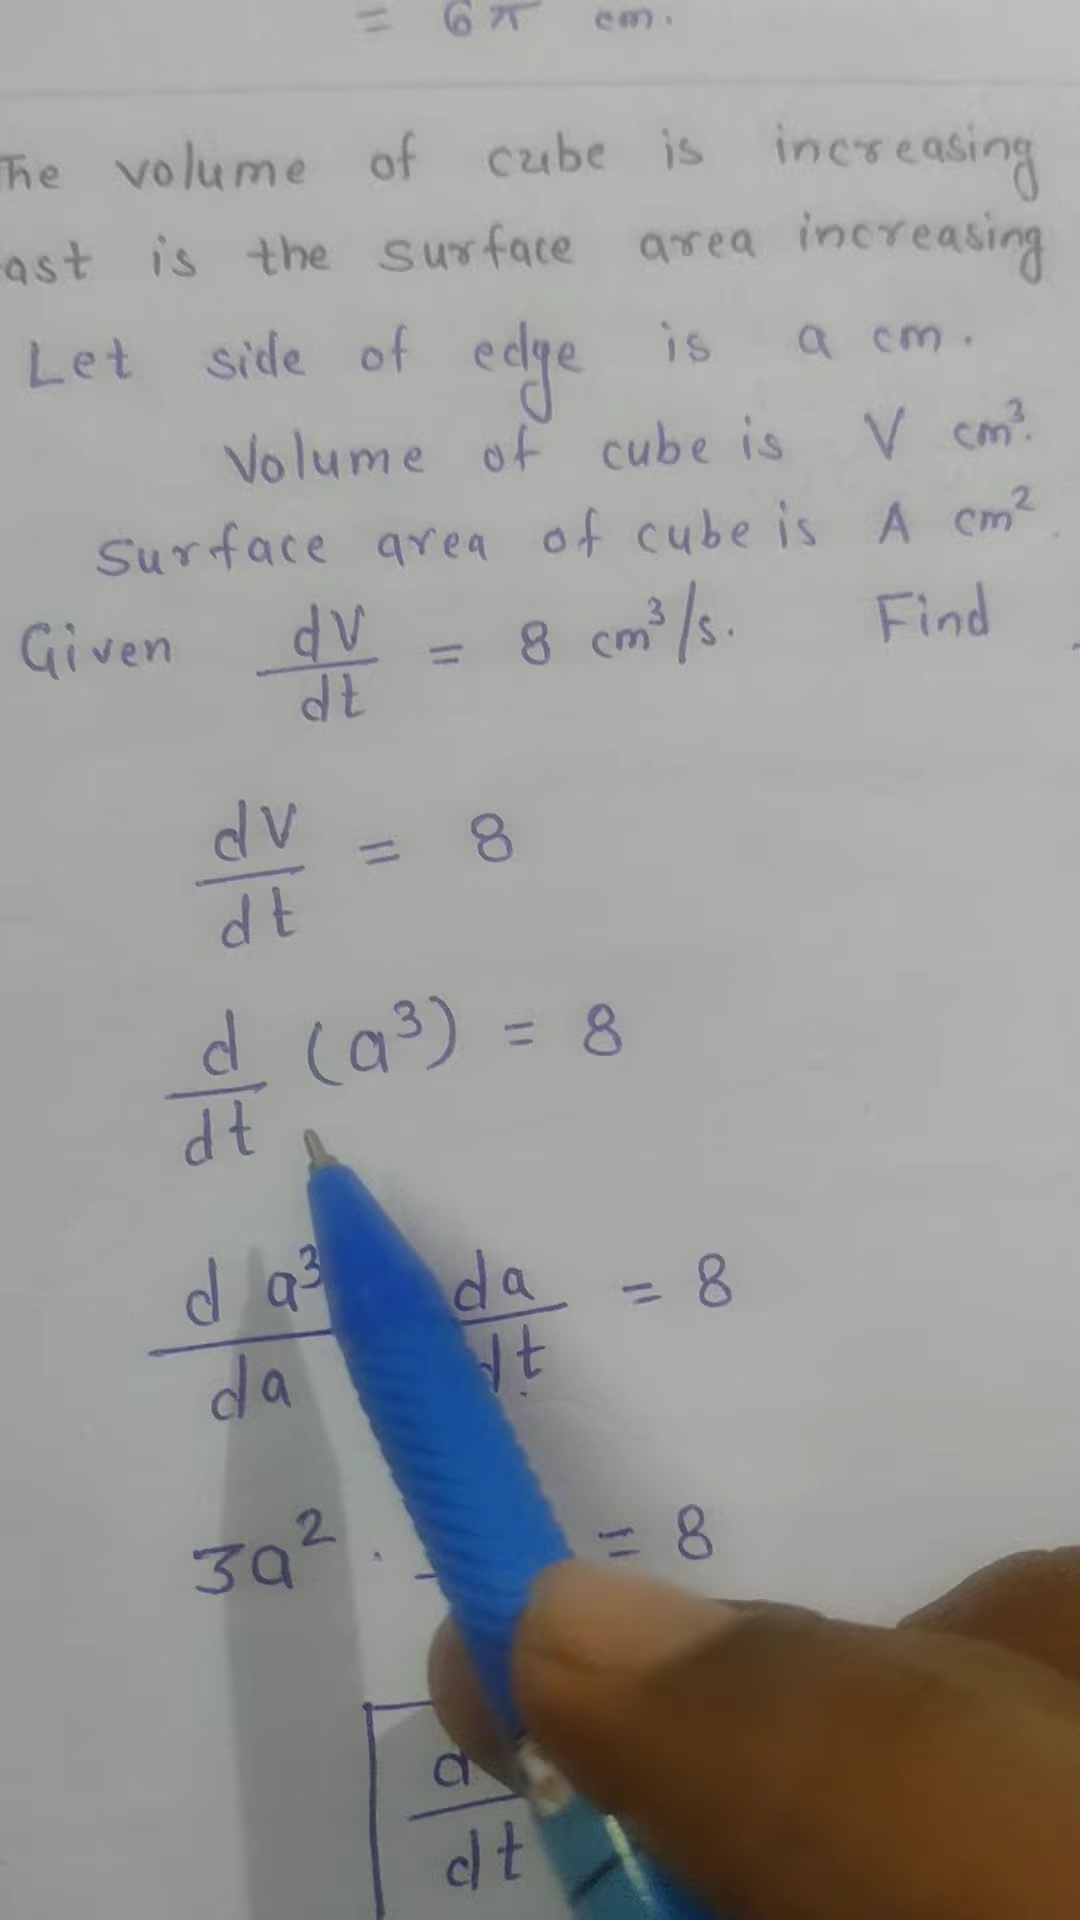 = 6π cm.
The volume of cube is increasing
ast is the surface area increasing
Let side of edge is a cm.
Volume of cube is V cm³.
Surface area of cube is A cm².
Given dV/dt = 8 cm³/s. Find
dV/dt = 8
d/dt (a³) = 8
d a³/da da/dt = 8
3a² · = 8
d/dt